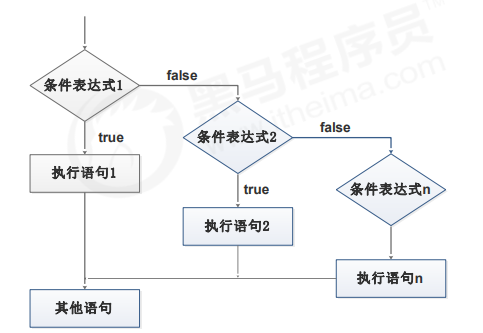 条件表达式1
false
true
条件表达式2
false
执行语句1
true
条件表达式n
执行语句2
执行语句n
其他语句